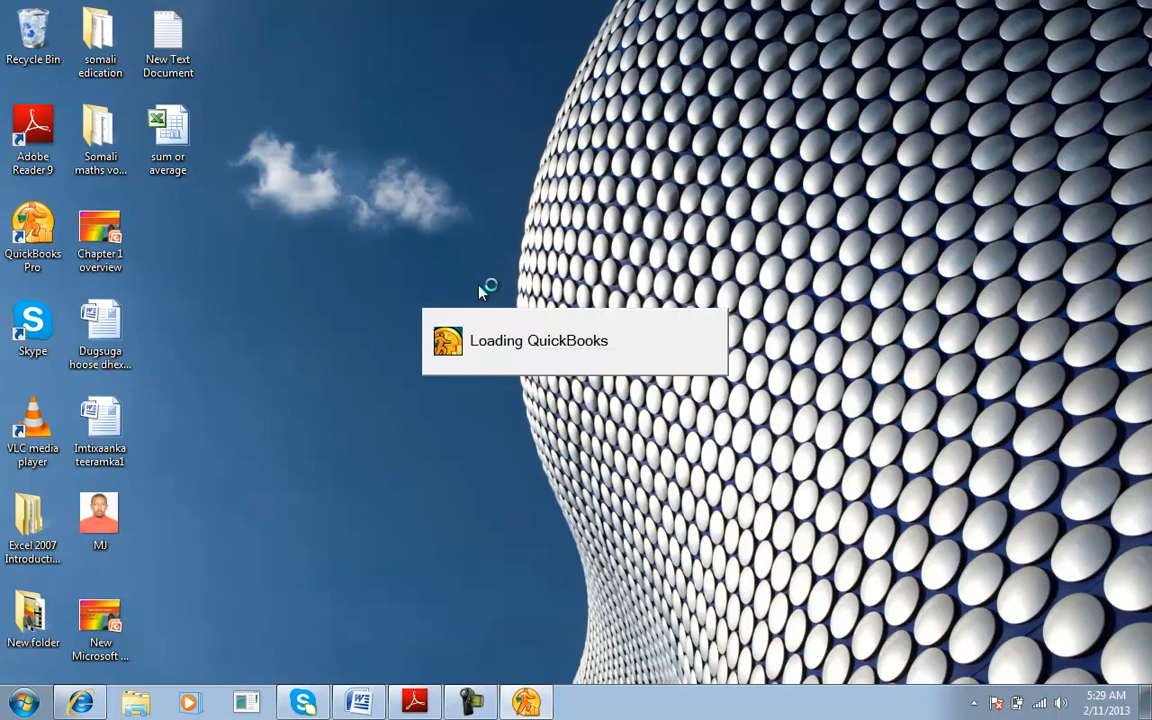 Recycle Bin
somali edication
New Text Document
Adobe Reader 9
Somali maths vo...
sum or average
QuickBooks Pro
Chapter 1 overview
Skype
Dugsuga hoose dhex...
VLC media player
Imtixaanka teeramka1
Excel 2007 Introducti...
MJ
New folder
New Microsoft ...
Loading QuickBooks
5:29 AM
2/11/2013